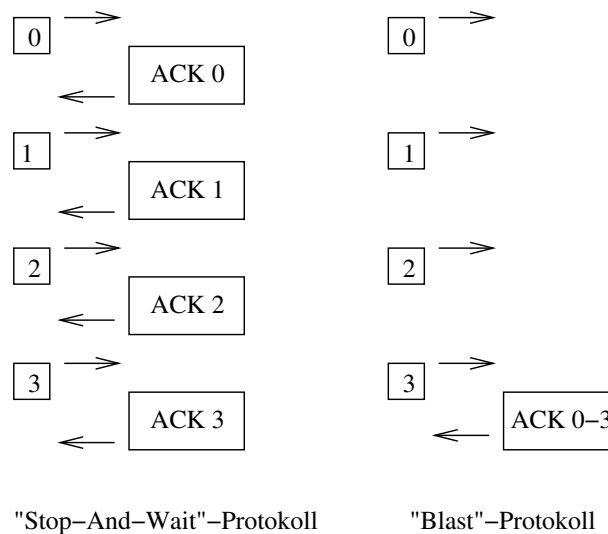 0
ACK 0
1
ACK 1
2
ACK 2
3
ACK 3
"Stop−And−Wait"−Protokoll
0
1
2
3
ACK 0−3
"Blast"−Protokoll